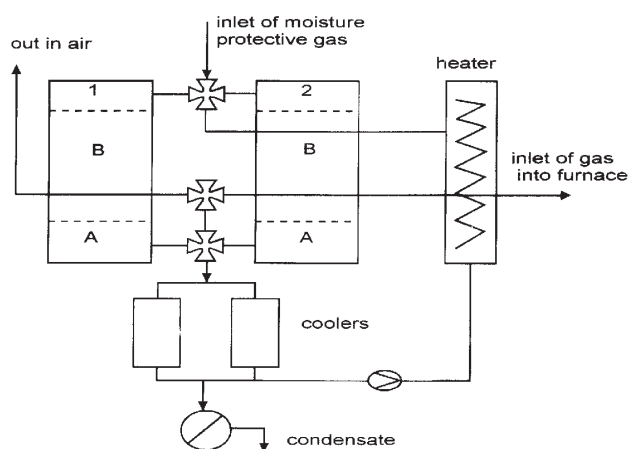 inlet of moisture
protective gas
out in air
heater
1
2
B
B
inlet of gas
into furnace
A
A
coolers
condensate